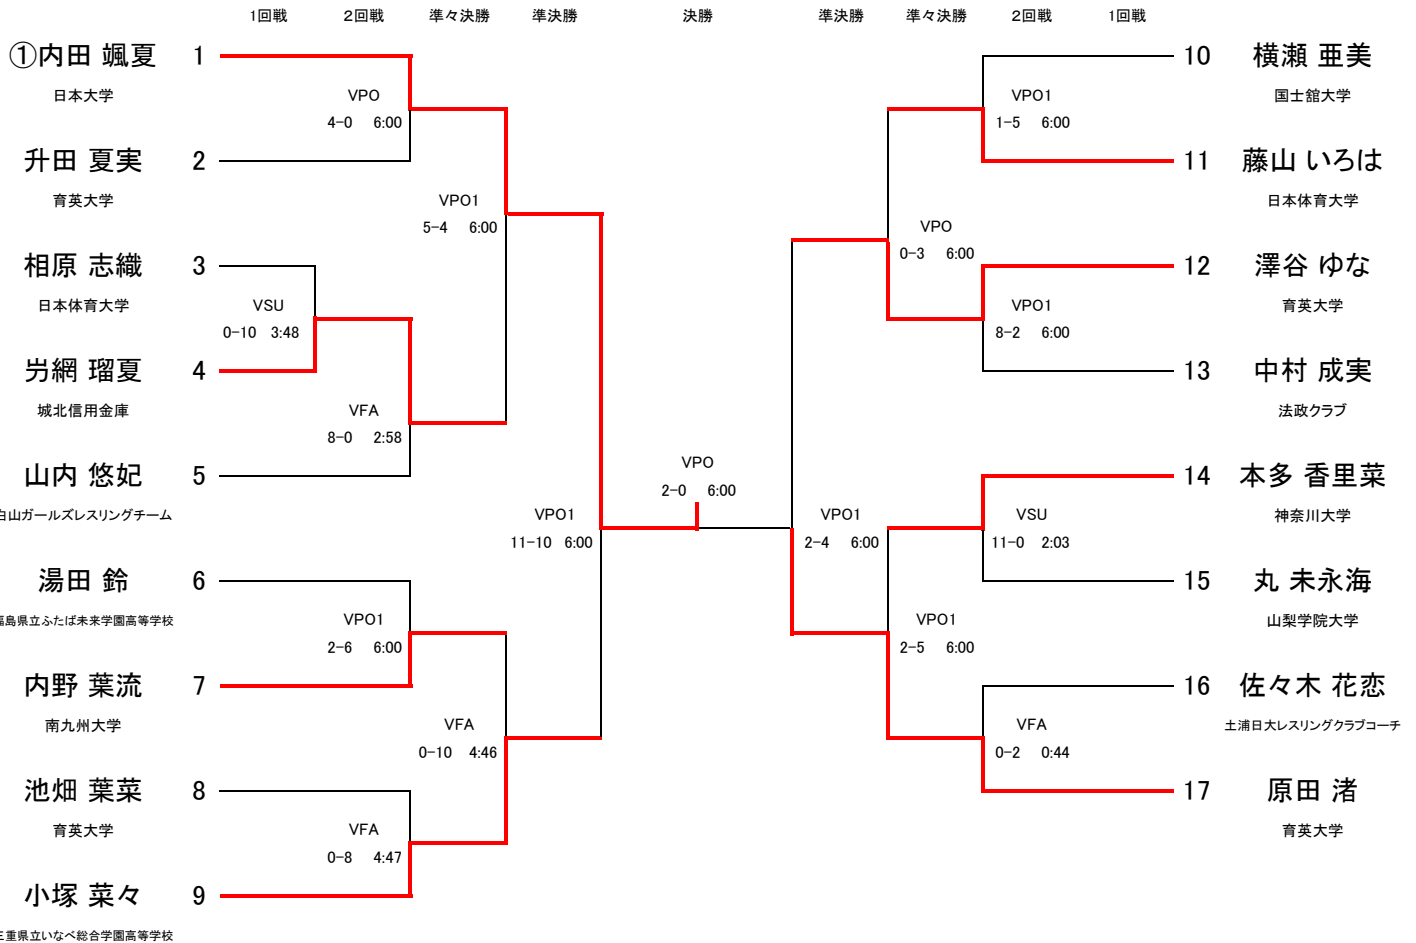 1回戦 2回戦 準々決勝 準決勝 決勝 準決勝 準々決勝 2回戦 1回戦
①内田 颯夏 1
日本大学
VPO
4-0 6:00
升田 夏実 2
育英大学
VPO1
5-4 6:00
相原 志織 3
日本体育大学
VSU
0-10 3:48
屶網 瑠夏 4
城北信用金庫
VFA
8-0 2:58
山内 悠妃 5
白山ガールズレスリングチーム
VPO1
11-10 6:00
湯田 鈴 6
福島県立ふたば未来学園高等学校
VPO1
2-6 6:00
内野 葉流 7
南九州大学
VFA
0-10 4:46
池畑 葉菜 8
育英大学
VFA
0-8 4:47
小塚 菜々 9
三重県立いなべ総合学園高等学校
VPO
2-0 6:00
10 横瀬 亜美
国士舘大学
VPO1
1-5 6:00
11 藤山 いろは
日本体育大学
VPO
0-3 6:00
12 澤谷 ゆな
育英大学
VPO1
8-2 6:00
13 中村 成実
法政クラブ
VPO1
2-4 6:00
14 本多 香里菜
神奈川大学
VSU
11-0 2:03
15 丸 未永海
山梨学院大学
VPO1
2-5 6:00
16 佐々木 花恋
土浦日大レスリングクラブコーチ
VFA
0-2 0:44
17 原田 渚
育英大学